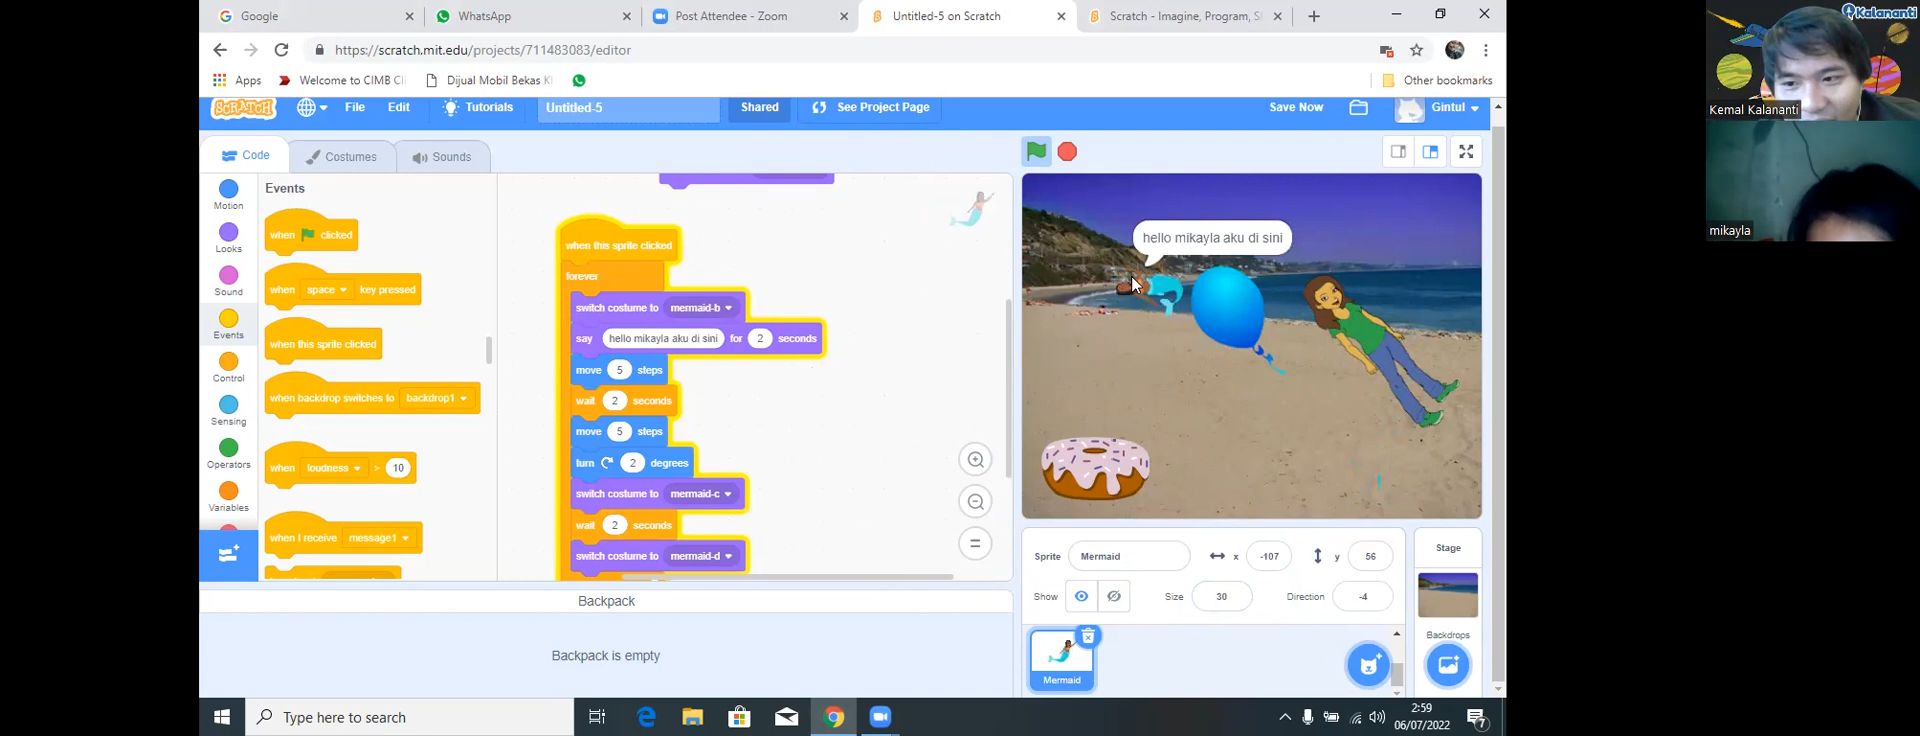 Google
WhatsApp
Post Attendee - Zoom
Untitled-5 on Scratch
Scratch - Imagine, Program, S
https://scratch.mit.edu/projects/711483083/editor
Apps
Welcome to CIMB Cl
Dijual Mobil Bekas K
Other bookmarks
SCRATCH
File
Edit
Tutorials
Untitled-5
Shared
See Project Page
Save Now
Gintul
Code
Costumes
Sounds
Motion
Looks
Sound
Events
Control
Sensing
Operators
Variables
Events
when clicked
when space key pressed
when this sprite clicked
when backdrop switches to backdrop1
when loudness > 10
when I receive message1
when this sprite clicked
forever
switch costume to mermaid-b
say hello mikayla aku di sini for 2 seconds
move 5 steps
wait 2 seconds
move 5 steps
turn 2 degrees
switch costume to mermaid-c
wait 2 seconds
switch costume to mermaid-d
hello mikayla aku di sini
Sprite Mermaid x -107 y 56
Show Size 30 Direction -4
Mermaid
Stage
Backdrops
Backpack
Backpack is empty
Type here to search
2:59
06/07/2022
7
Kalananti
Kemal Kalananti
mikayla